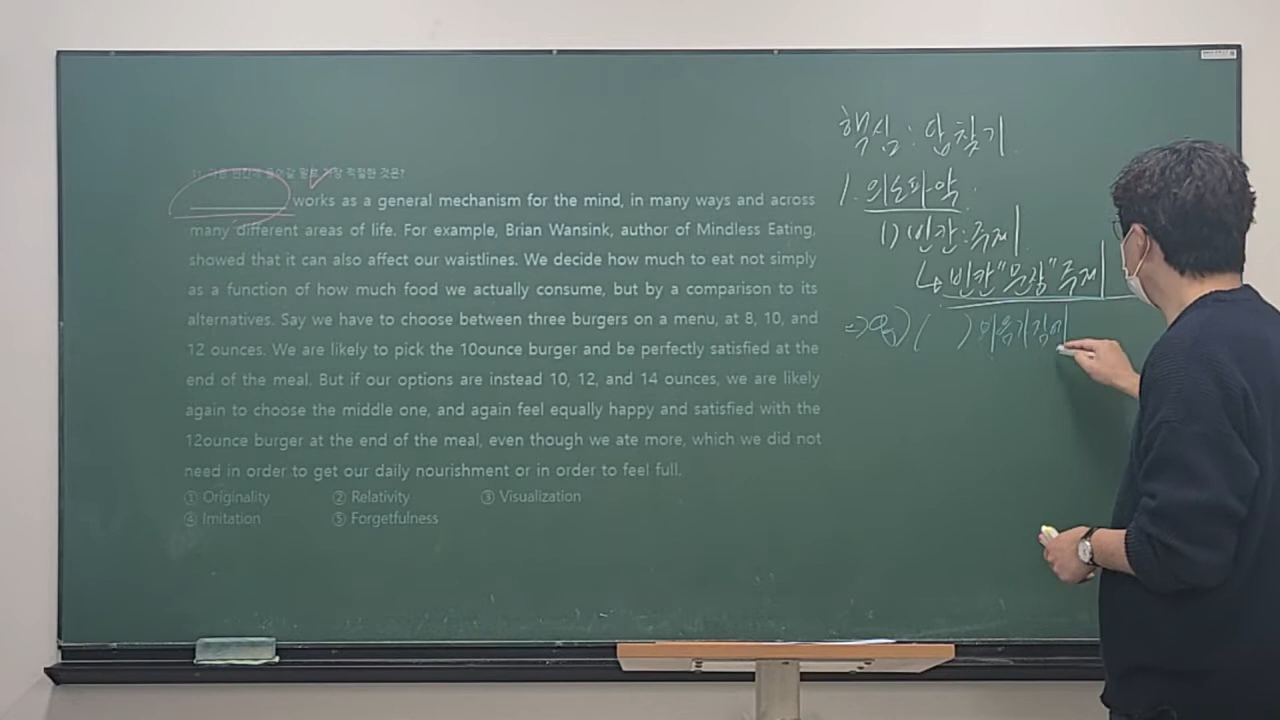 31. 다음 빈칸에 들어갈 말로 가장 적절한 것은?
works as a general mechanism for the mind, in many ways and across
many different areas of life. For example, Brian Wansink, author of Mindless Eating,
showed that it can also affect our waistlines. We decide how much to eat not simply
as a function of how much food we actually consume, but by a comparison to its
alternatives. Say we have to choose between three burgers on a menu, at 8, 10, and
12 ounces. We are likely to pick the 10ounce burger and be perfectly satisfied at the
end of the meal. But if our options are instead 10, 12, and 14 ounces, we are likely
again to choose the middle one, and again feel equally happy and satisfied with the
12ounce burger at the end of the meal, even though we ate more, which we did not
need in order to get our daily nourishment or in order to feel full.
① Originality ② Relativity ③ Visualization
④ Imitation ⑤ Forgetfulness
핵심 : 답찾기
1. 의도파악
1) 빈칸 : 주제
↳ 빈칸 "문장" 주제
⇒ ( )